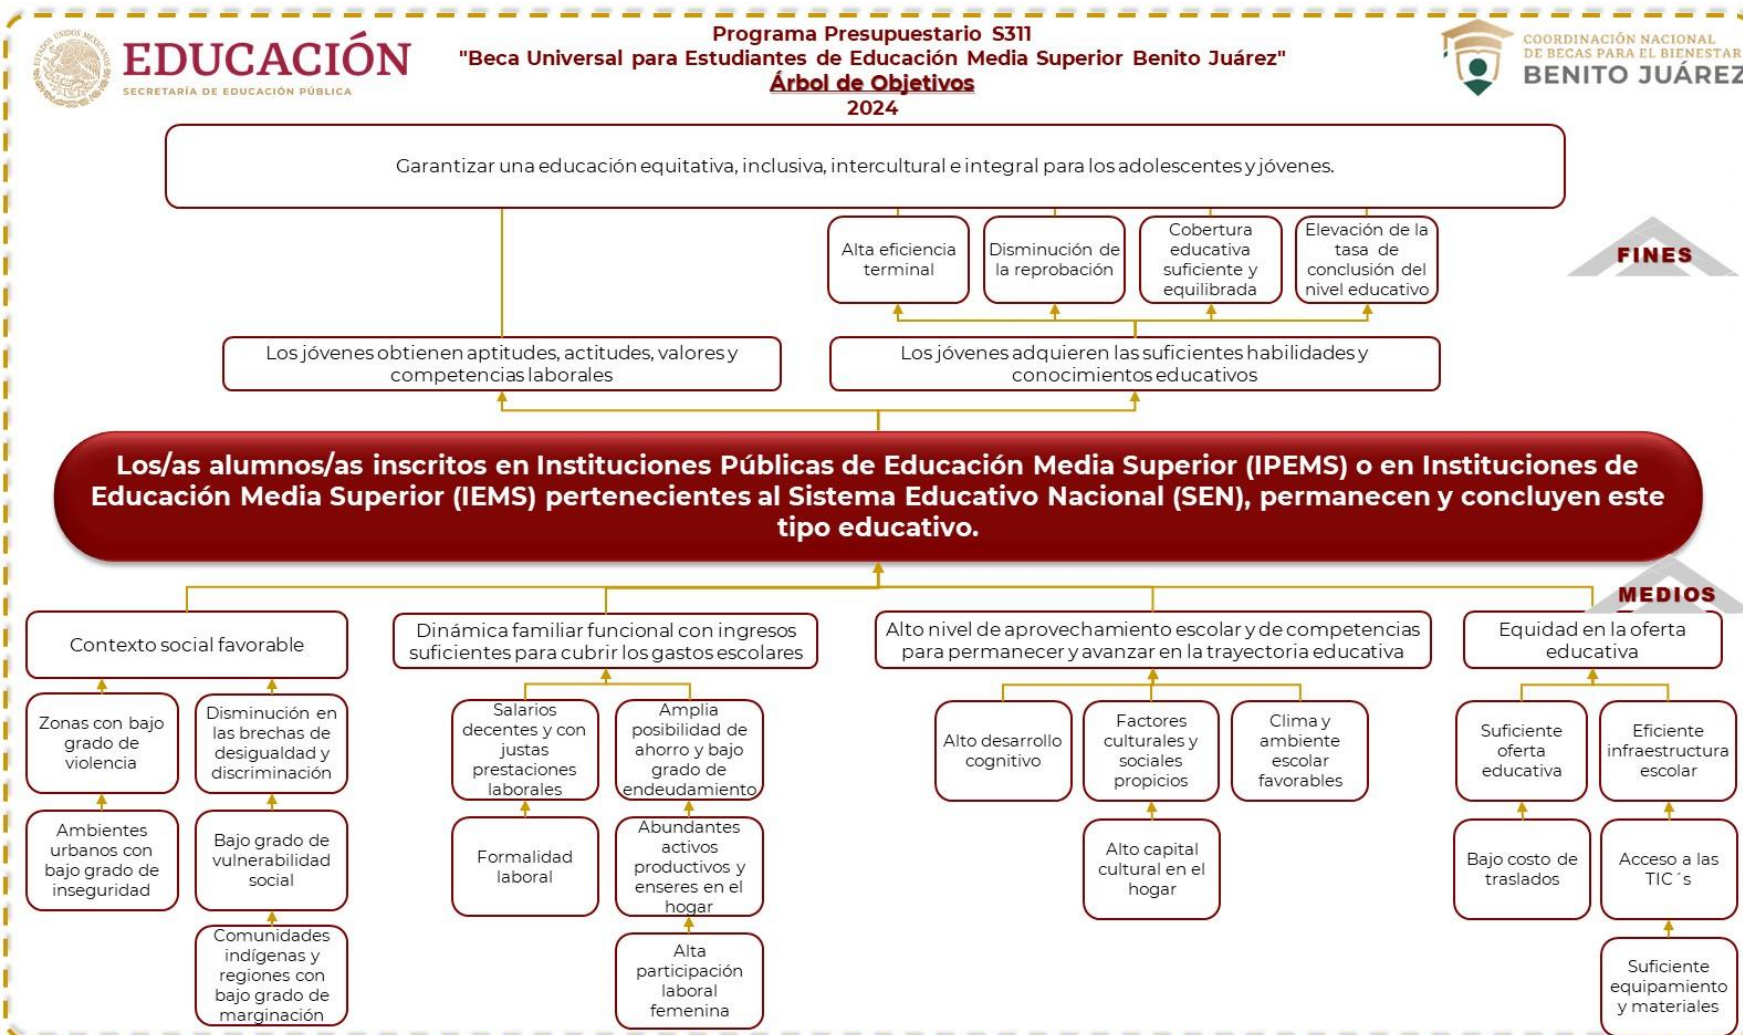 ESTADOS UNIDOS MEXICANOS
EDUCACIÓN
SECRETARÍA DE EDUCACIÓN PÚBLICA
Programa Presupuestario S311
"Beca Universal para Estudiantes de Educación Media Superior Benito Juárez"
Árbol de Objetivos
2024
COORDINACIÓN NACIONAL
DE BECAS PARA EL BIENESTAR
BENITO JUÁREZ
Garantizar una educación equitativa, inclusiva, intercultural e integral para los adolescentes y jóvenes.
Alta eficiencia
terminal
Disminución de
la reprobación
Cobertura
educativa
suficiente y
equilibrada
Elevación de la
tasa de
conclusión del
nivel educativo
FINES
Los jóvenes obtienen aptitudes, actitudes, valores y
competencias laborales
Los jóvenes adquieren las suficientes habilidades y
conocimientos educativos
Los/as alumnos/as inscritos en Instituciones Públicas de Educación Media Superior (IPEMS) o en Instituciones de
Educación Media Superior (IEMS) pertenecientes al Sistema Educativo Nacional (SEN), permanecen y concluyen este
tipo educativo.
MEDIOS
Contexto social favorable
Dinámica familiar funcional con ingresos
suficientes para cubrir los gastos escolares
Alto nivel de aprovechamiento escolar y de competencias
para permanecer y avanzar en la trayectoria educativa
Equidad en la oferta
educativa
Zonas con bajo
grado de
violencia
Disminución en
las brechas de
desigualdad y
discriminación
Salarios
decentes y con
justas
prestaciones
laborales
Amplia
posibilidad de
ahorro y bajo
grado de
endeudamiento
Alto desarrollo
cognitivo
Factores
culturales y
sociales
propicios
Clima y
ambiente
escolar
favorables
Suficiente
oferta
educativa
Eficiente
infraestructura
escolar
Ambientes
urbanos con
bajo grado de
inseguridad
Bajo grado de
vulnerabilidad
social
Formalidad
laboral
Abundantes
activos
productivos y
enseres en el
hogar
Alto capital
cultural en el
hogar
Bajo costo de
traslados
Acceso a las
TIC´s
Comunidades
indígenas y
regiones con
bajo grado de
marginación
Alta
participación
laboral
femenina
Suficiente
equipamiento
y materiales